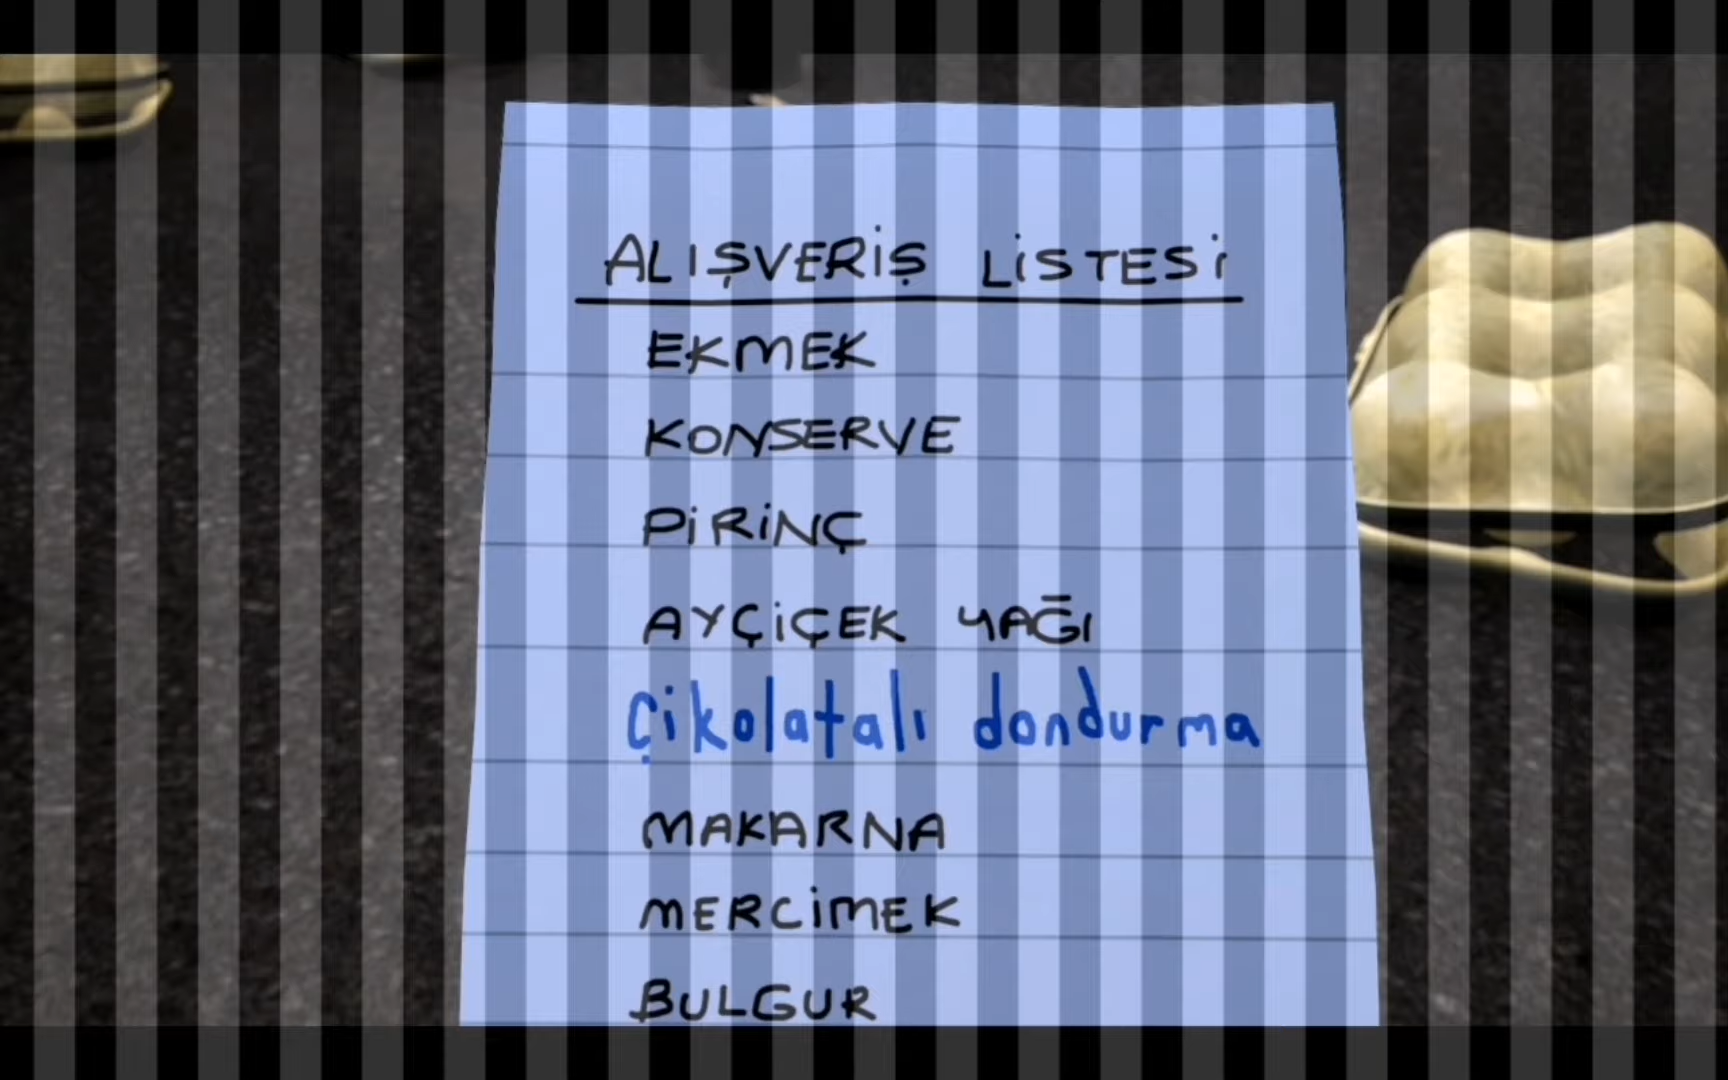 ALIŞVERİŞ LİSTESİ
EKMEK
KONSERVE
PİRİNÇ
AYÇİÇEK YAĞI
çikolatalı dondurma
MAKARNA
MERCİMEK
BULGUR